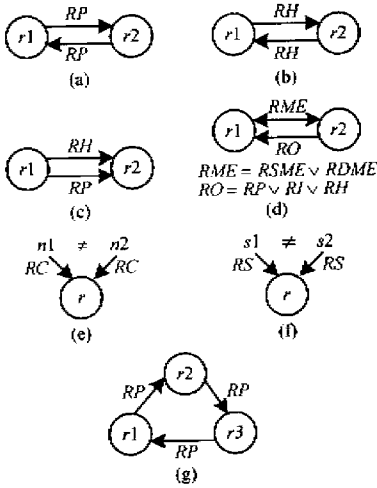 RP
r1 r2
RP
(a)
RH
r1 r2
RH
(b)
RH
r1 r2
RP
(c)
RME
r1 r2
RO
RME = RSME ∨ RDME
RO = RP ∨ RI ∨ RH
(d)
n1 ≠ n2
RC RC
r
(e)
s1 ≠ s2
RS RS
r
(f)
r2
RP RP
r1 r3
RP
(g)